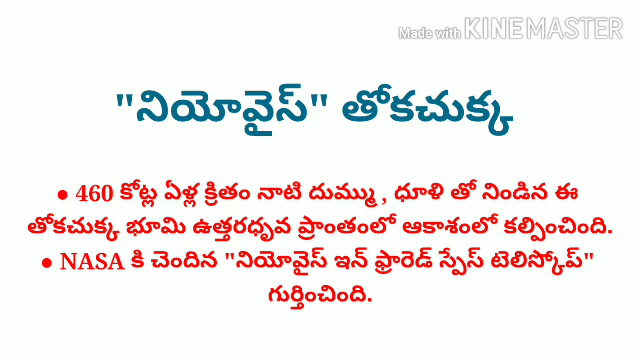 Made with KINEMASTER
"నియోవైస్" తోకచుక్క
• 460 కోట్ల ఏళ్ల క్రితం నాటి దుమ్ము , ధూళి తో నిండిన ఈ
తోకచుక్క భూమి ఉత్తరధృవ ప్రాంతంలో ఆకాశంలో కల్పించింది.
• NASA కి చెందిన "నియోవైస్ ఇన్ ఫ్రారెడ్ స్పేస్ టెలిస్కోప్"
గుర్తించింది.